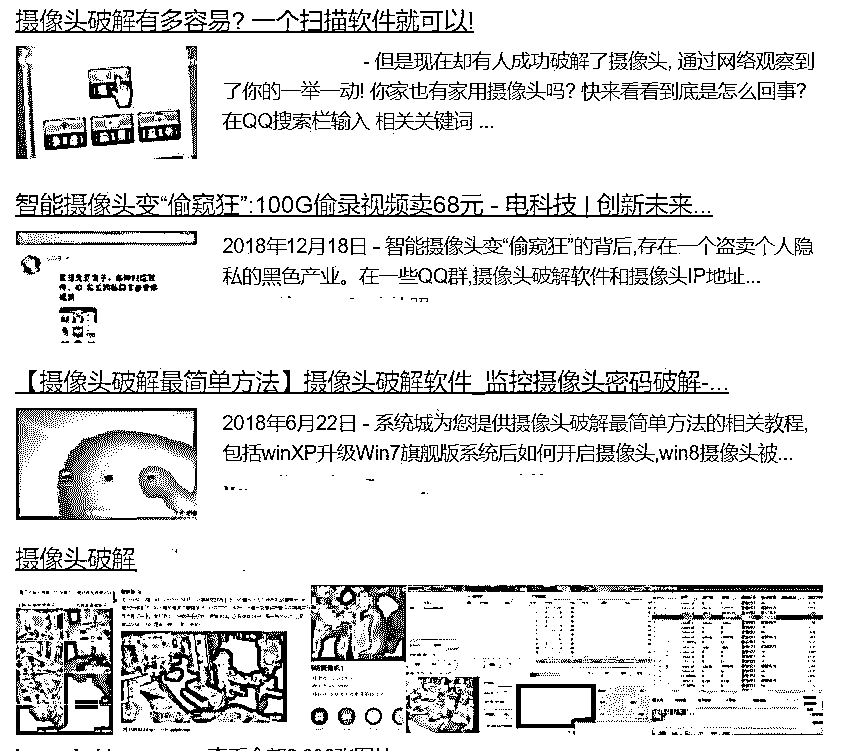 摄像头破解有多容易? 一个扫描软件就可以!
- 但是现在却有人成功破解了摄像头, 通过网络观察到
了你的一举一动! 你家也有家用摄像头吗? 快来看看到底是怎么回事?
在QQ搜索栏输入 相关关键词 ...
智能摄像头变“偷窥狂”:100G偷录视频卖68元 - 电科技 | 创新未来...
2018年12月18日 - 智能摄像头变“偷窥狂”的背后,存在一个盗卖个人隐
私的黑色产业。在一些QQ群,摄像头破解软件和摄像头IP地址...
【摄像头破解最简单方法】摄像头破解软件_监控摄像头密码破解-...
2018年6月22日 - 系统城为您提供摄像头破解最简单方法的相关教程,
包括winXP升级Win7旗舰版系统后如何开启摄像头,win8摄像头被...
摄像头破解